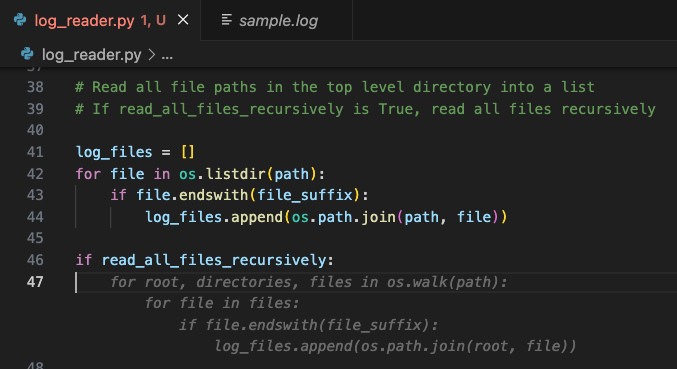 log_reader.py 1, U
sample.log
log_reader.py > ...
38 # Read all file paths in the top level directory into a list
39 # If read_all_files_recursively is True, read all files recursively
40
41 log_files = []
42 for file in os.listdir(path):
43     if file.endswith(file_suffix):
44         log_files.append(os.path.join(path, file))
45
46 if read_all_files_recursively:
47     for root, directories, files in os.walk(path):
        for file in files:
            if file.endswith(file_suffix):
                log_files.append(os.path.join(root, file))